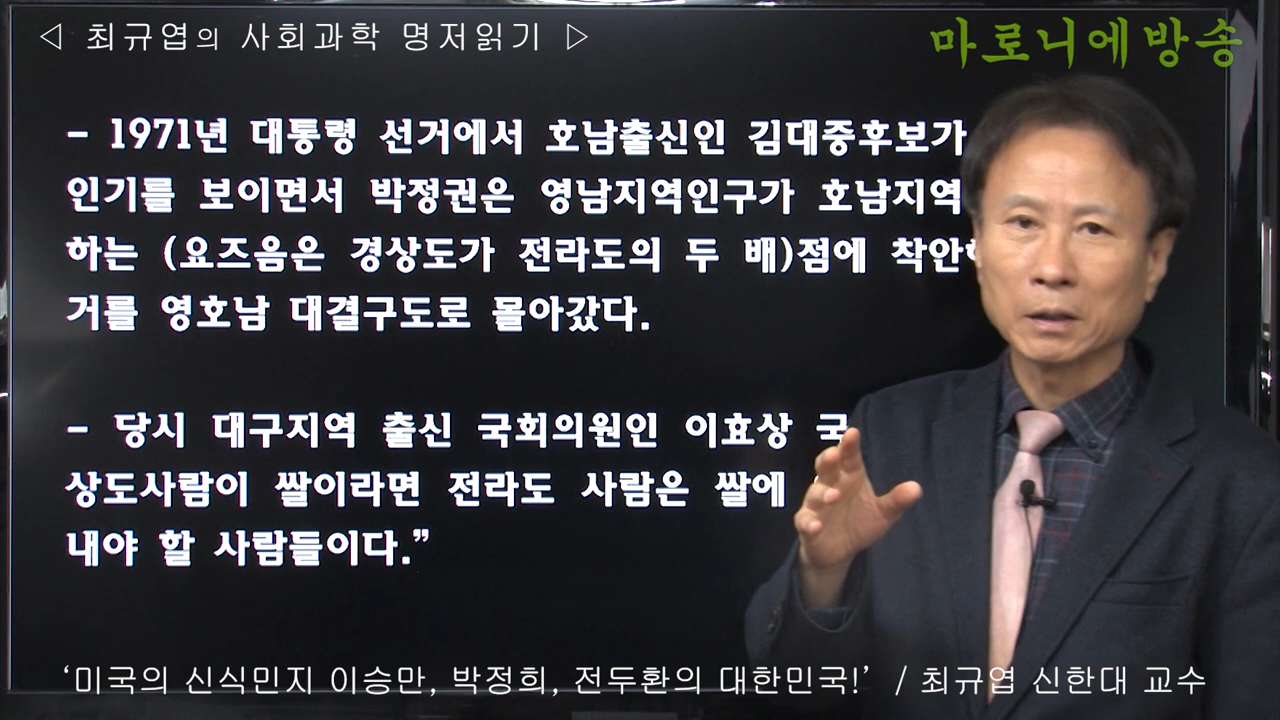 ◁ 최규엽의 사회과학 명저읽기 ▷
마로니에방송
- 1971년 대통령 선거에서 호남출신인 김대중후보가
인기를 보이면서 박정권은 영남지역인구가 호남지역
하는 (요즈음은 경상도가 전라도의 두 배)점에
거를 영호남 대결구도로 몰아갔다.
- 당시 대구지역 출신 국회의원인 이효상
상도사람이 쌀이라면 전라도 사람은 쌀에
내야 할 사람들이다.”
‘미국의 신식민지 이승만, 박정희, 전두환의 대한민국!’ / 최규엽 신한대 교수